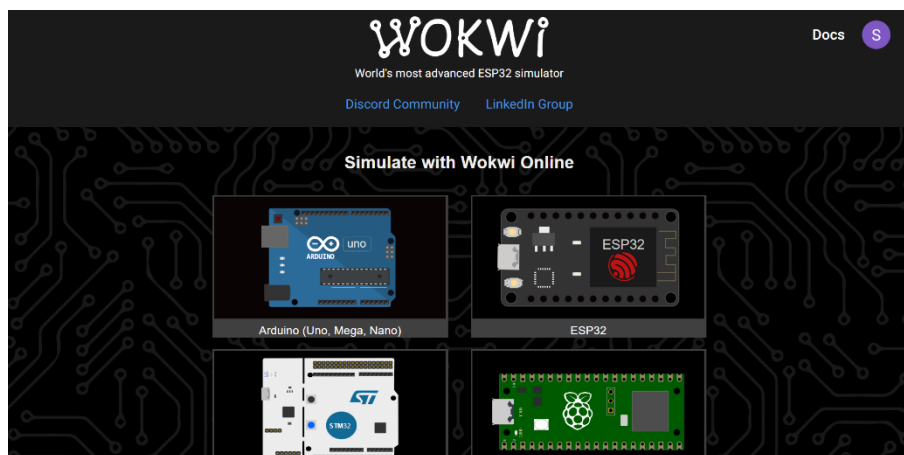 WOKWi
Docs S
World's most advanced ESP32 simulator
Discord Community LinkedIn Group
Simulate with Wokwi Online
uno
ARDUINO
ESP32
Arduino (Uno, Mega, Nano) ESP32
ST
STM32